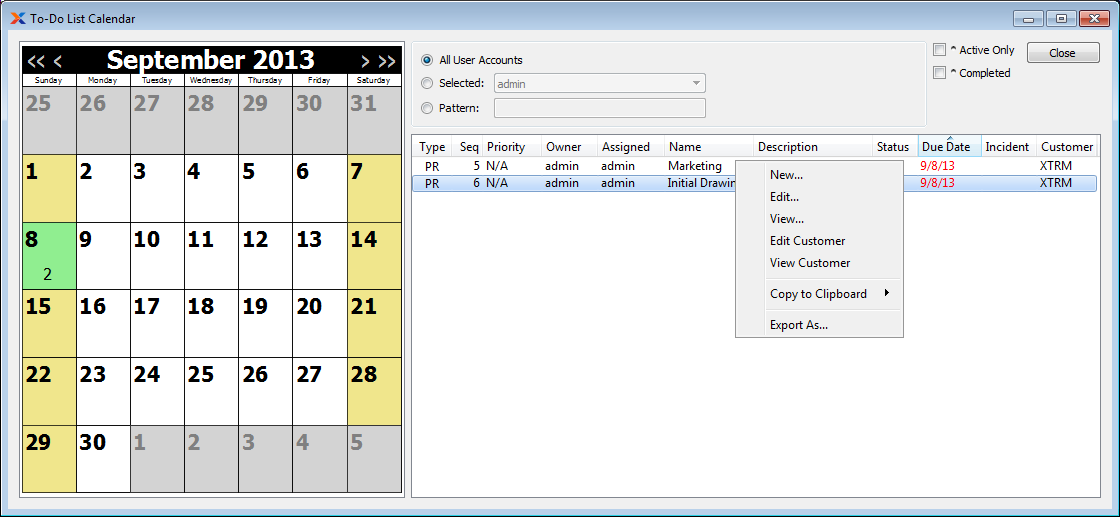 To-Do List Calendar
<< < September 2013 > >>
Sunday Monday Tuesday Wednesday Thursday Friday Saturday
25 26 27 28 29 30 31
1 2 3 4 5 6 7
8 9 10 11 12 13 14
2
15 16 17 18 19 20 21
22 23 24 25 26 27 28
29 30 1 2 3 4 5
All User Accounts
Selected: admin
Pattern:
^ Active Only
^ Completed
Close
Type Seq Priority Owner Assigned Name Description Status Due Date Incident Customer
PR 5 N/A admin admin Marketing 9/8/13 XTRM
PR 6 N/A admin admin Initial Drawin 9/8/13 XTRM
New...
Edit...
View...
Edit Customer
View Customer
Copy to Clipboard
Export As...